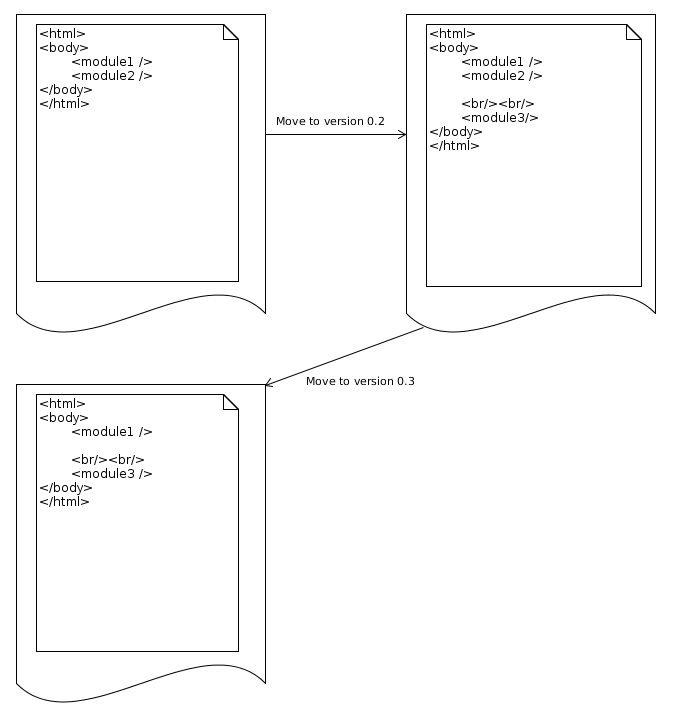 <html>
<body>
<module1 />
<module2 />
</body>
</html>
Move to version 0.2
<html>
<body>
<module1 />
<module2 />
<br/><br/>
<module3/>
</body>
</html>
Move to version 0.3
<html>
<body>
<module1 />
<br/><br/>
<module3 />
</body>
</html>